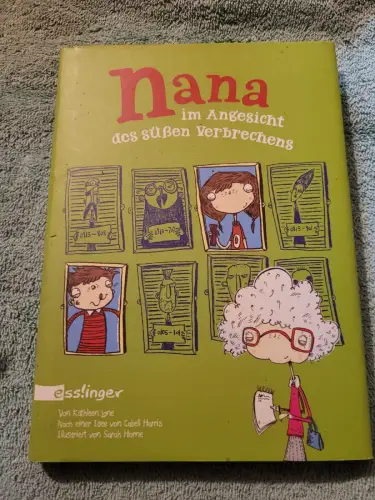 nana
im Angesicht
des süßen Verbrechens
esslinger
Von Kathleen Lane
Nach einer Idee von Cabell Harris
Illustriert von Sarah Horne